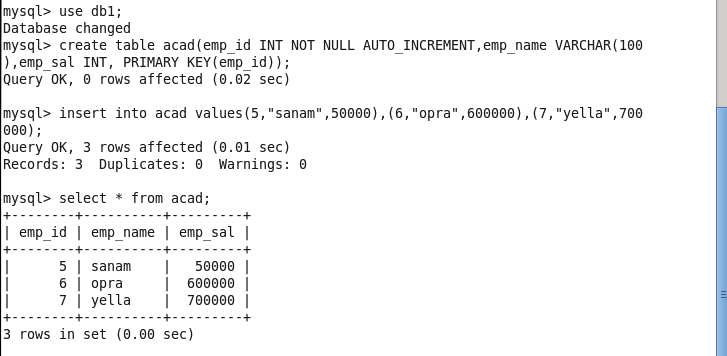 mysql> use db1;
Database changed
mysql> create table acad(emp_id INT NOT NULL AUTO_INCREMENT,emp_name VARCHAR(100
),emp_sal INT, PRIMARY KEY(emp_id));
Query OK, 0 rows affected (0.02 sec)

mysql> insert into acad values(5,"sanam",50000),(6,"opra",600000),(7,"yella",700
000);
Query OK, 3 rows affected (0.01 sec)
Records: 3  Duplicates: 0  Warnings: 0

mysql> select * from acad;
+--------+----------+---------+
| emp_id | emp_name | emp_sal |
+--------+----------+---------+
|      5 | sanam    |   50000 |
|      6 | opra     |  600000 |
|      7 | yella    |  700000 |
+--------+----------+---------+
3 rows in set (0.00 sec)